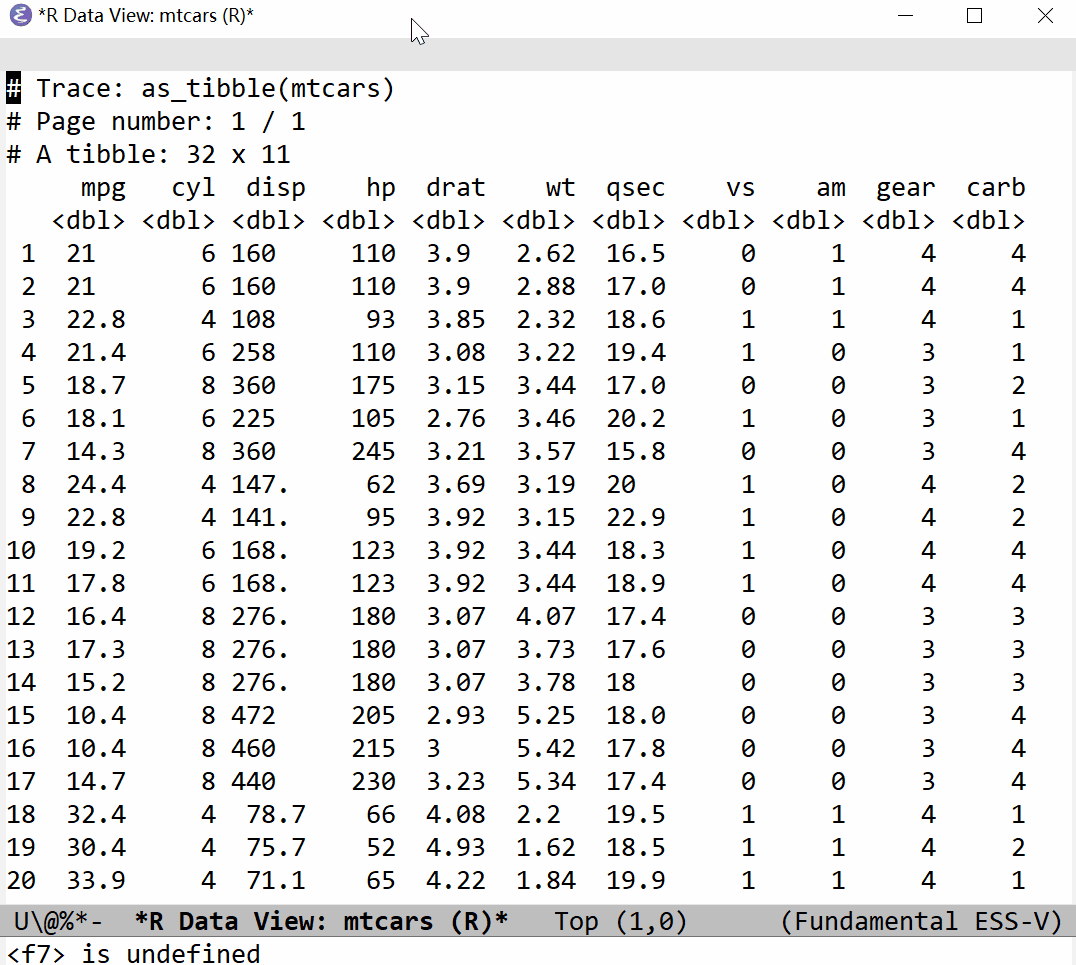 *R Data View: mtcars (R)*
# Trace: as_tibble(mtcars)
# Page number: 1 / 1
# A tibble: 32 x 11
mpg cyl disp hp drat wt qsec vs am gear carb
<dbl> <dbl> <dbl> <dbl> <dbl> <dbl> <dbl> <dbl> <dbl> <dbl> <dbl>
1 21 6 160 110 3.9 2.62 16.5 0 1 4 4
2 21 6 160 110 3.9 2.88 17.0 0 1 4 4
3 22.8 4 108 93 3.85 2.32 18.6 1 1 4 1
4 21.4 6 258 110 3.08 3.22 19.4 1 0 3 1
5 18.7 8 360 175 3.15 3.44 17.0 0 0 3 2
6 18.1 6 225 105 2.76 3.46 20.2 1 0 3 1
7 14.3 8 360 245 3.21 3.57 15.8 0 0 3 4
8 24.4 4 147. 62 3.69 3.19 20 1 0 4 2
9 22.8 4 141. 95 3.92 3.15 22.9 1 0 4 2
10 19.2 6 168. 123 3.92 3.44 18.3 1 0 4 4
11 17.8 6 168. 123 3.92 3.44 18.9 1 0 4 4
12 16.4 8 276. 180 3.07 4.07 17.4 0 0 3 3
13 17.3 8 276. 180 3.07 3.73 17.6 0 0 3 3
14 15.2 8 276. 180 3.07 3.78 18 0 0 3 3
15 10.4 8 472 205 2.93 5.25 18.0 0 0 3 4
16 10.4 8 460 215 3 5.42 17.8 0 0 3 4
17 14.7 8 440 230 3.23 5.34 17.4 0 0 3 4
18 32.4 4 78.7 66 4.08 2.2 19.5 1 1 4 1
19 30.4 4 75.7 52 4.93 1.62 18.5 1 1 4 2
20 33.9 4 71.1 65 4.22 1.84 19.9 1 1 4 1
U\@%*- *R Data View: mtcars (R)* Top (1,0) (Fundamental ESS-V)
<f7> is undefined